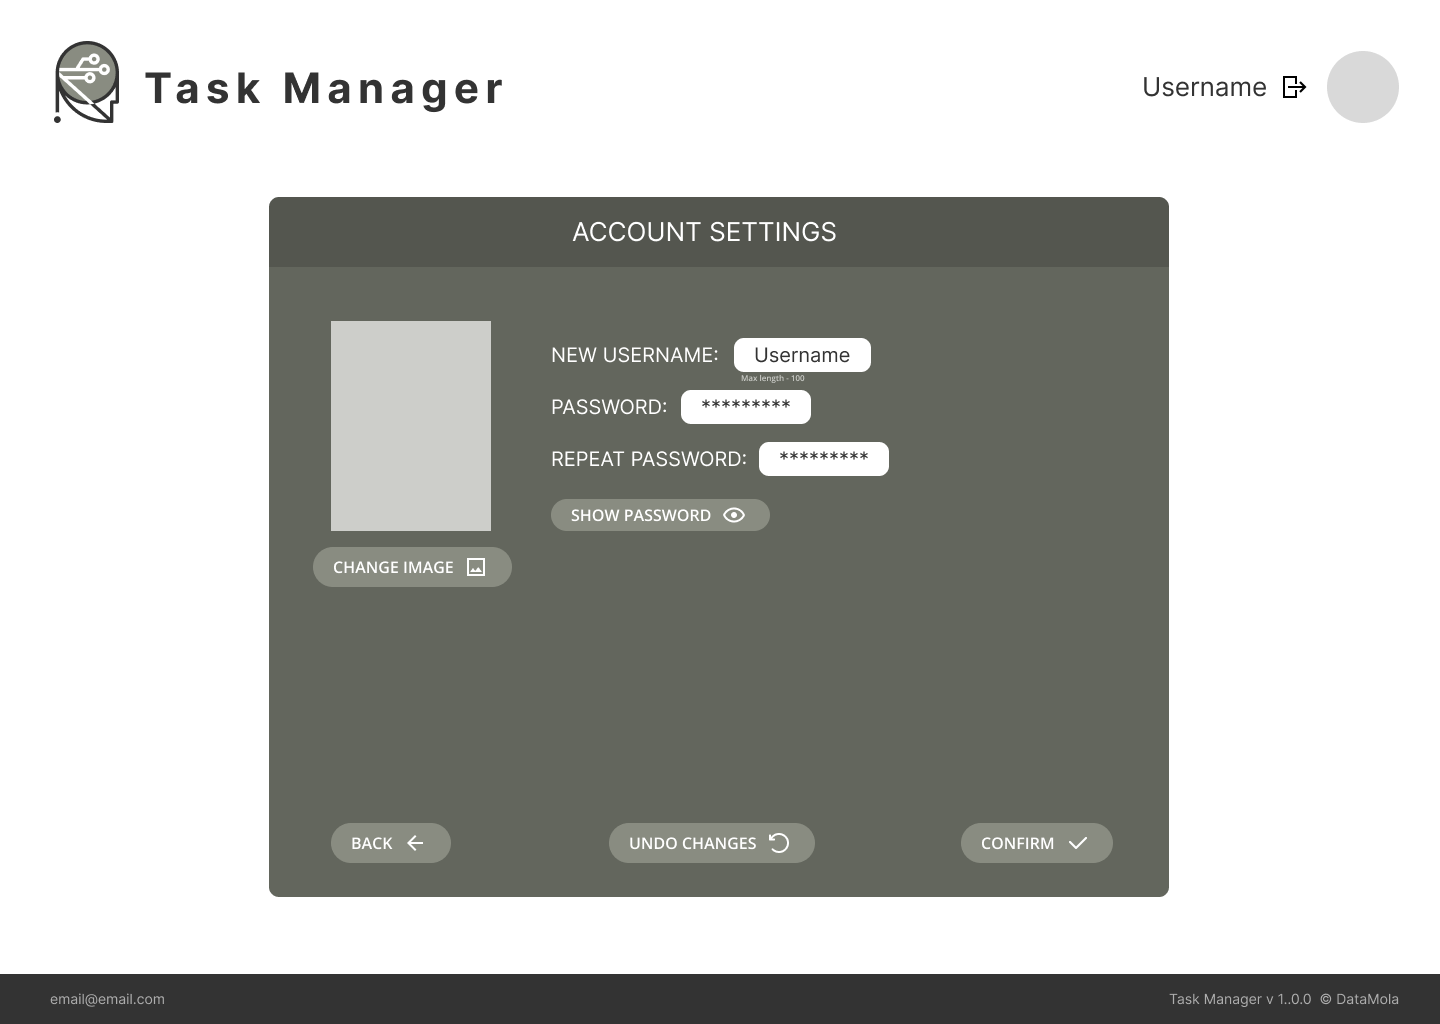 Task Manager
Username
ACCOUNT SETTINGS
NEW USERNAME: Username
Max length - 100
PASSWORD: *********
REPEAT PASSWORD: *********
SHOW PASSWORD
CHANGE IMAGE
BACK
UNDO CHANGES
CONFIRM
email@email.com
Task Manager v 1..0.0 © DataMola